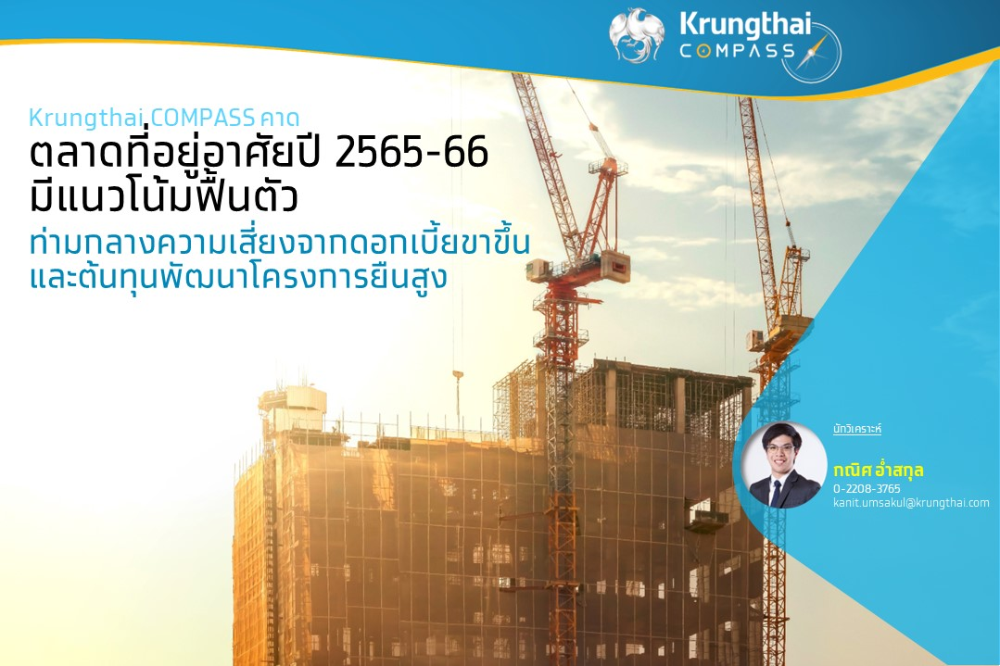 Krungthai
COMPASS
Krungthai COMPASS คาด
ตลาดที่อยู่อาศัยปี 2565-66
มีแนวโน้มฟื้นตัว
ท่ามกลางความเสี่ยงจากดอกเบี้ยขาขึ้น
และต้นทุนพัฒนาโครงการยืนสูง
นักวิเคราะห์
กณิศ อ่ำสกุล
0-2208-3765
kanit.umsakul@krungthai.com